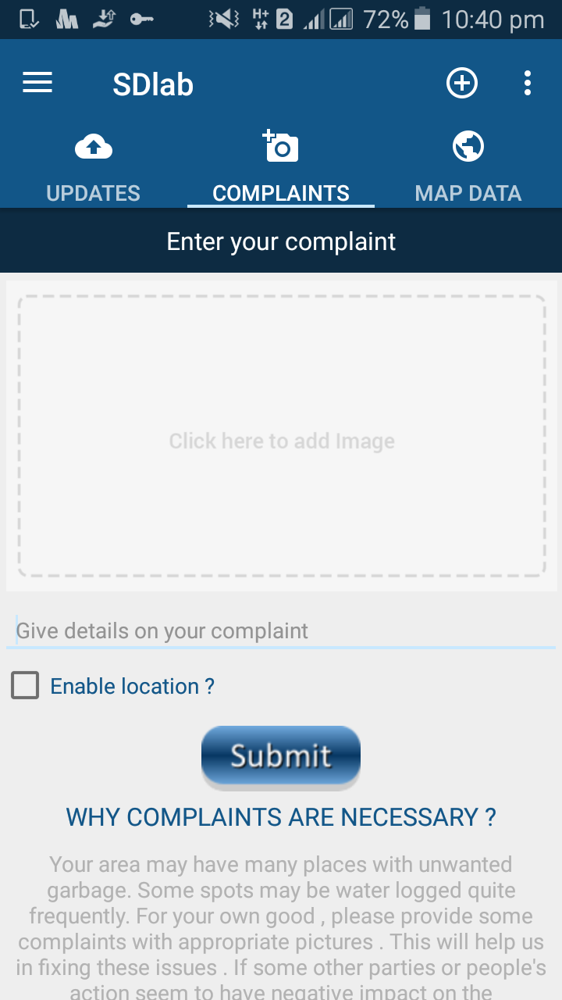 H+ 2 72% 10:40 pm
SDlab
UPDATES COMPLAINTS MAP DATA
Enter your complaint
Click here to add Image
Give details on your complaint
Enable location ?
Submit
WHY COMPLAINTS ARE NECESSARY ?
Your area may have many places with unwanted
garbage. Some spots may be water logged quite
frequently. For your own good , please provide some
complaints with appropriate pictures . This will help us
in fixing these issues . If some other parties or people's
action seem to have negative impact on the